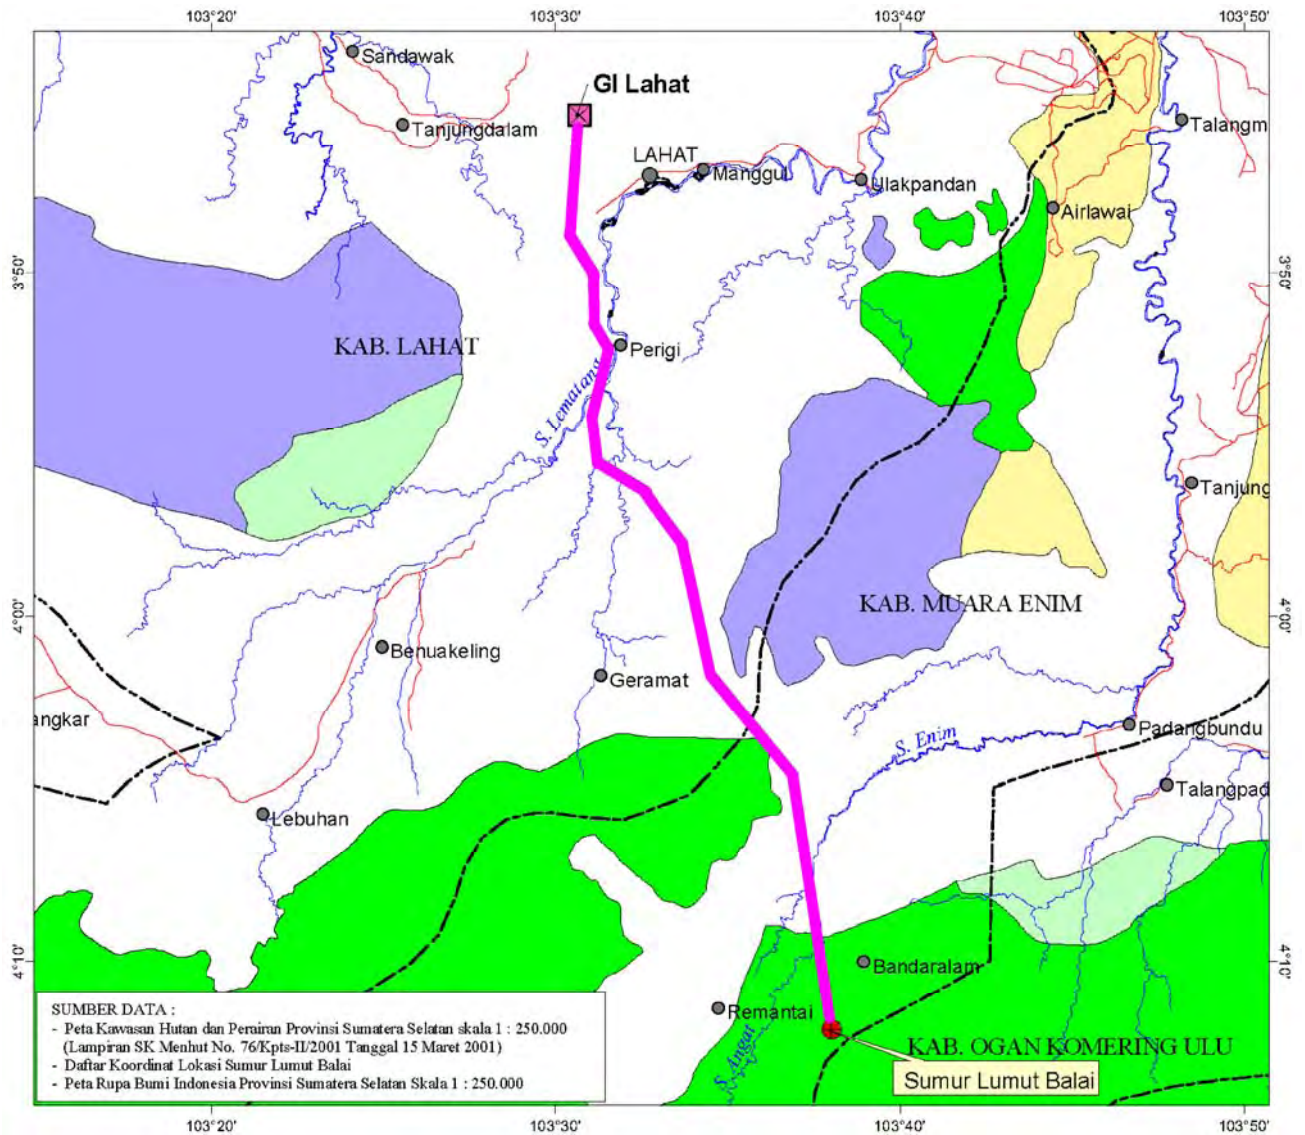 103°20' 103°30' 103°40' 103°50'
Sandawak
GI Lahat
Tanjungdalam
Talangm
LAHAT
Manggul
Ulakpandan
Airlawai
3°50' 3°50'
KAB. LAHAT
Perigi
S. Lematang
Tanjung
KAB. MUARA ENIM
4°00' 4°00'
Benuakeling
Geramat
angkar
Padangbundu
S. Enim
Talangpad
Lebuhan
4°10' 4°10'
Bandaralam
Remantai
SUMBER DATA :
- Peta Kawasan Hutan dan Perairan Provinsi Sumatera Selatan skala 1 : 250.000
(Lampiran SK Menhut No. 76/Kpts-II/2001 Tanggal 15 Maret 2001)
- Daftar Koordinat Lokasi Sumur Lumut Balai
- Peta Rupa Bumi Indonesia Provinsi Sumatera Selatan Skala 1 : 250.000
S. Angat
KAB. OGAN KOMERING ULU
Sumur Lumut Balai
103°20' 103°30' 103°40' 103°50'